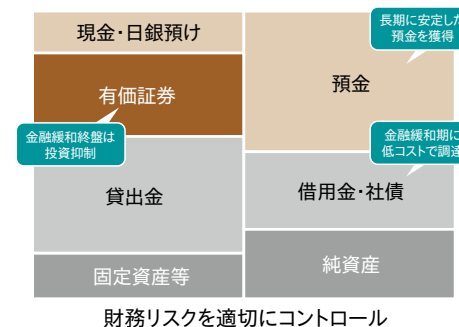 現金・日銀預け
有価証券
金融緩和終盤は
投資抑制
貸出金
固定資産等
長期に安定した
預金を獲得
預金
金融緩和期に
低コストで調達
借用金・社債
純資産
財務リスクを適切にコントロール